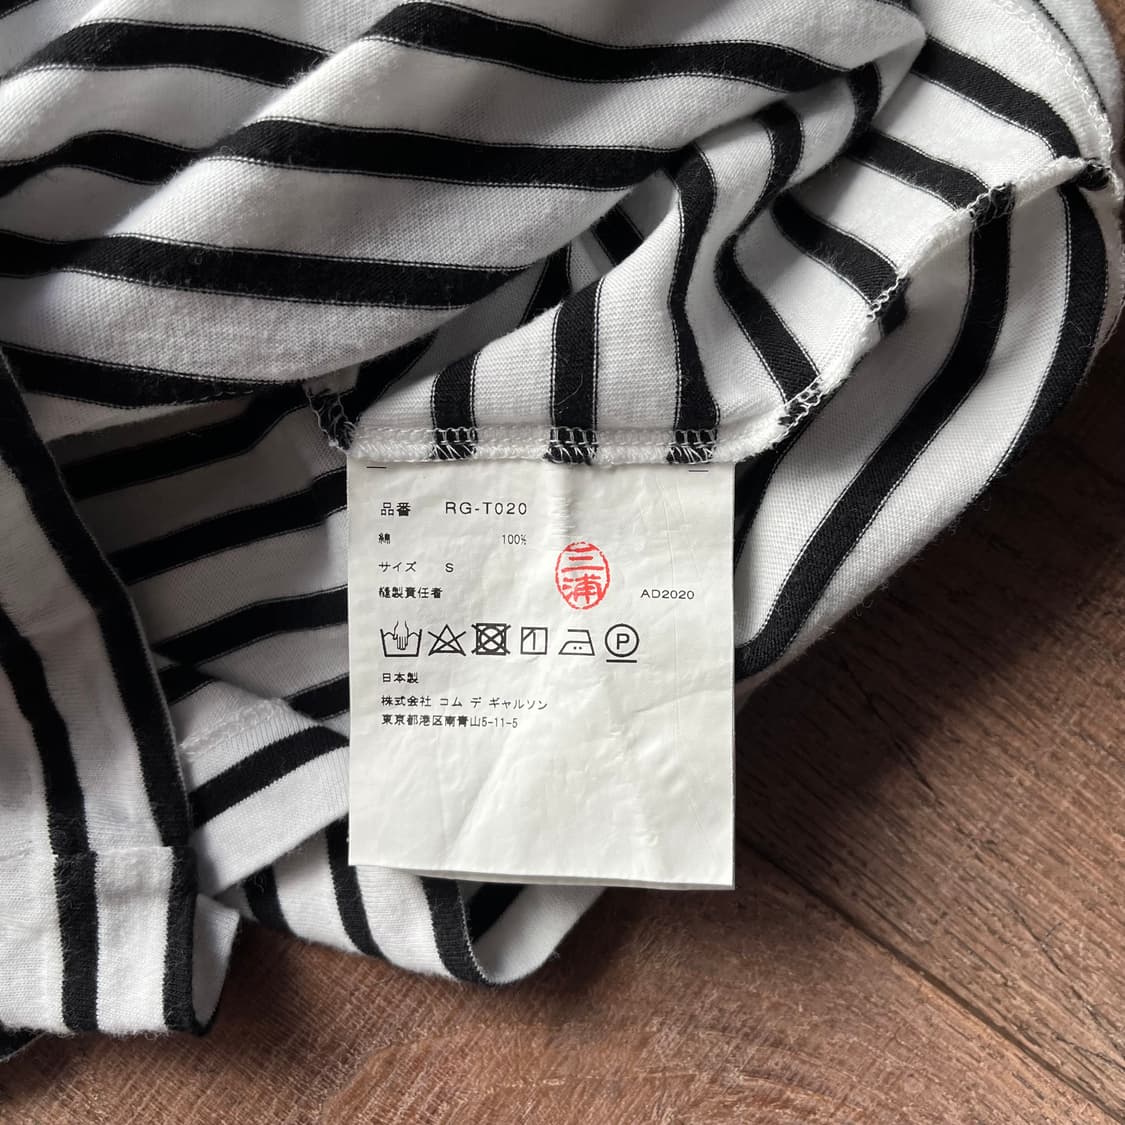 品番 RG-T020
綿 100%
サイズ S
縫製責任者 三浦 AD2020
P
日本製
株式会社 コム デ ギャルソン
東京都港区南青山5-11-5